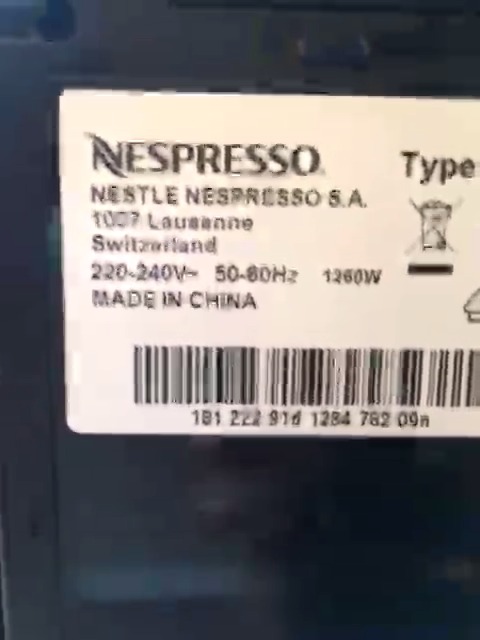 NESPRESSO
Type
NESTLE NESPRESSO S.A.
1007 Lausanne
Switzerland
220-240V~ 50-60Hz 1260W
MADE IN CHINA